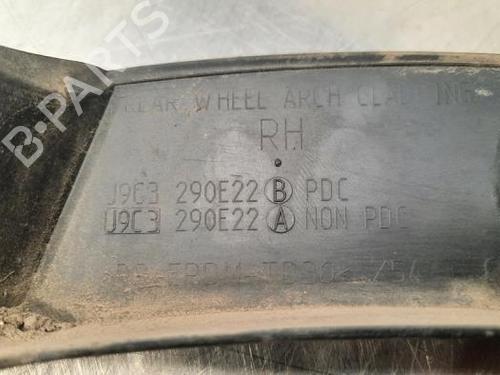 B-PARTS
REAR WHEEL ARCH CLADDING
RH
J9C3 290E22 B PDC
J9C3 290E22 A NON PDC